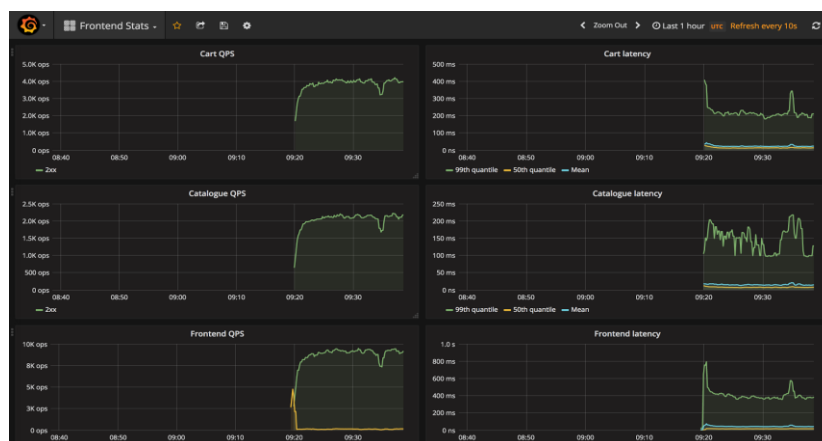 Frontend Stats
Zoom Out Last 1 hour UTC Refresh every 10s
Cart QPS
5.0K ops
4.0K ops
3.0K ops
2.0K ops
1.0K ops
0 ops
08:40 08:50 09:00 09:10 09:20 09:30
2xx
Cart latency
500 ms
400 ms
300 ms
200 ms
100 ms
0 ms
08:40 08:50 09:00 09:10 09:20 09:30
99th quantile 50th quantile Mean
Catalogue QPS
2.5K ops
2.0K ops
1.5K ops
1.0K ops
500 ops
0 ops
08:40 08:50 09:00 09:10 09:20 09:30
2xx
Catalogue latency
250 ms
200 ms
150 ms
100 ms
50 ms
0 ms
08:40 08:50 09:00 09:10 09:20 09:30
99th quantile 50th quantile Mean
Frontend QPS
10K ops
8K ops
5K ops
3K ops
0 ops
08:40 08:50 09:00 09:10 09:20 09:30
Frontend latency
1.0 s
800 ms
600 ms
400 ms
200 ms
0 ms
08:40 08:50 09:00 09:10 09:20 09:30